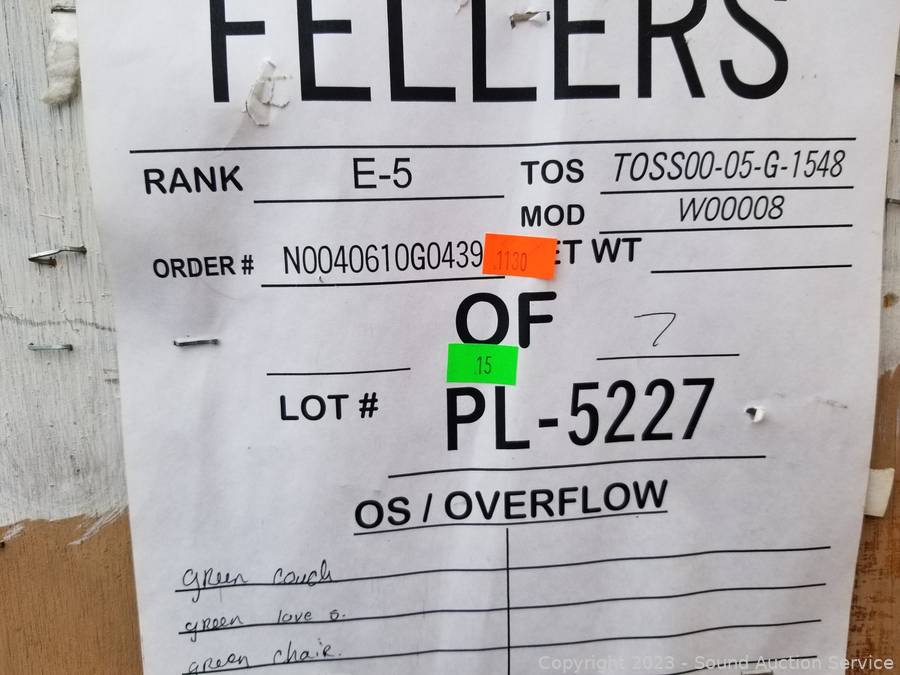 FELLERS
RANK E-5 TOS TOSS00-05-G-1548
MOD W00008
ORDER # N0040610G0439 .1130 ET WT
OF 7
.15
LOT # PL-5227
OS / OVERFLOW
green couch
green love s.
green chair.
Copyright 2023 - Sound Auction Service